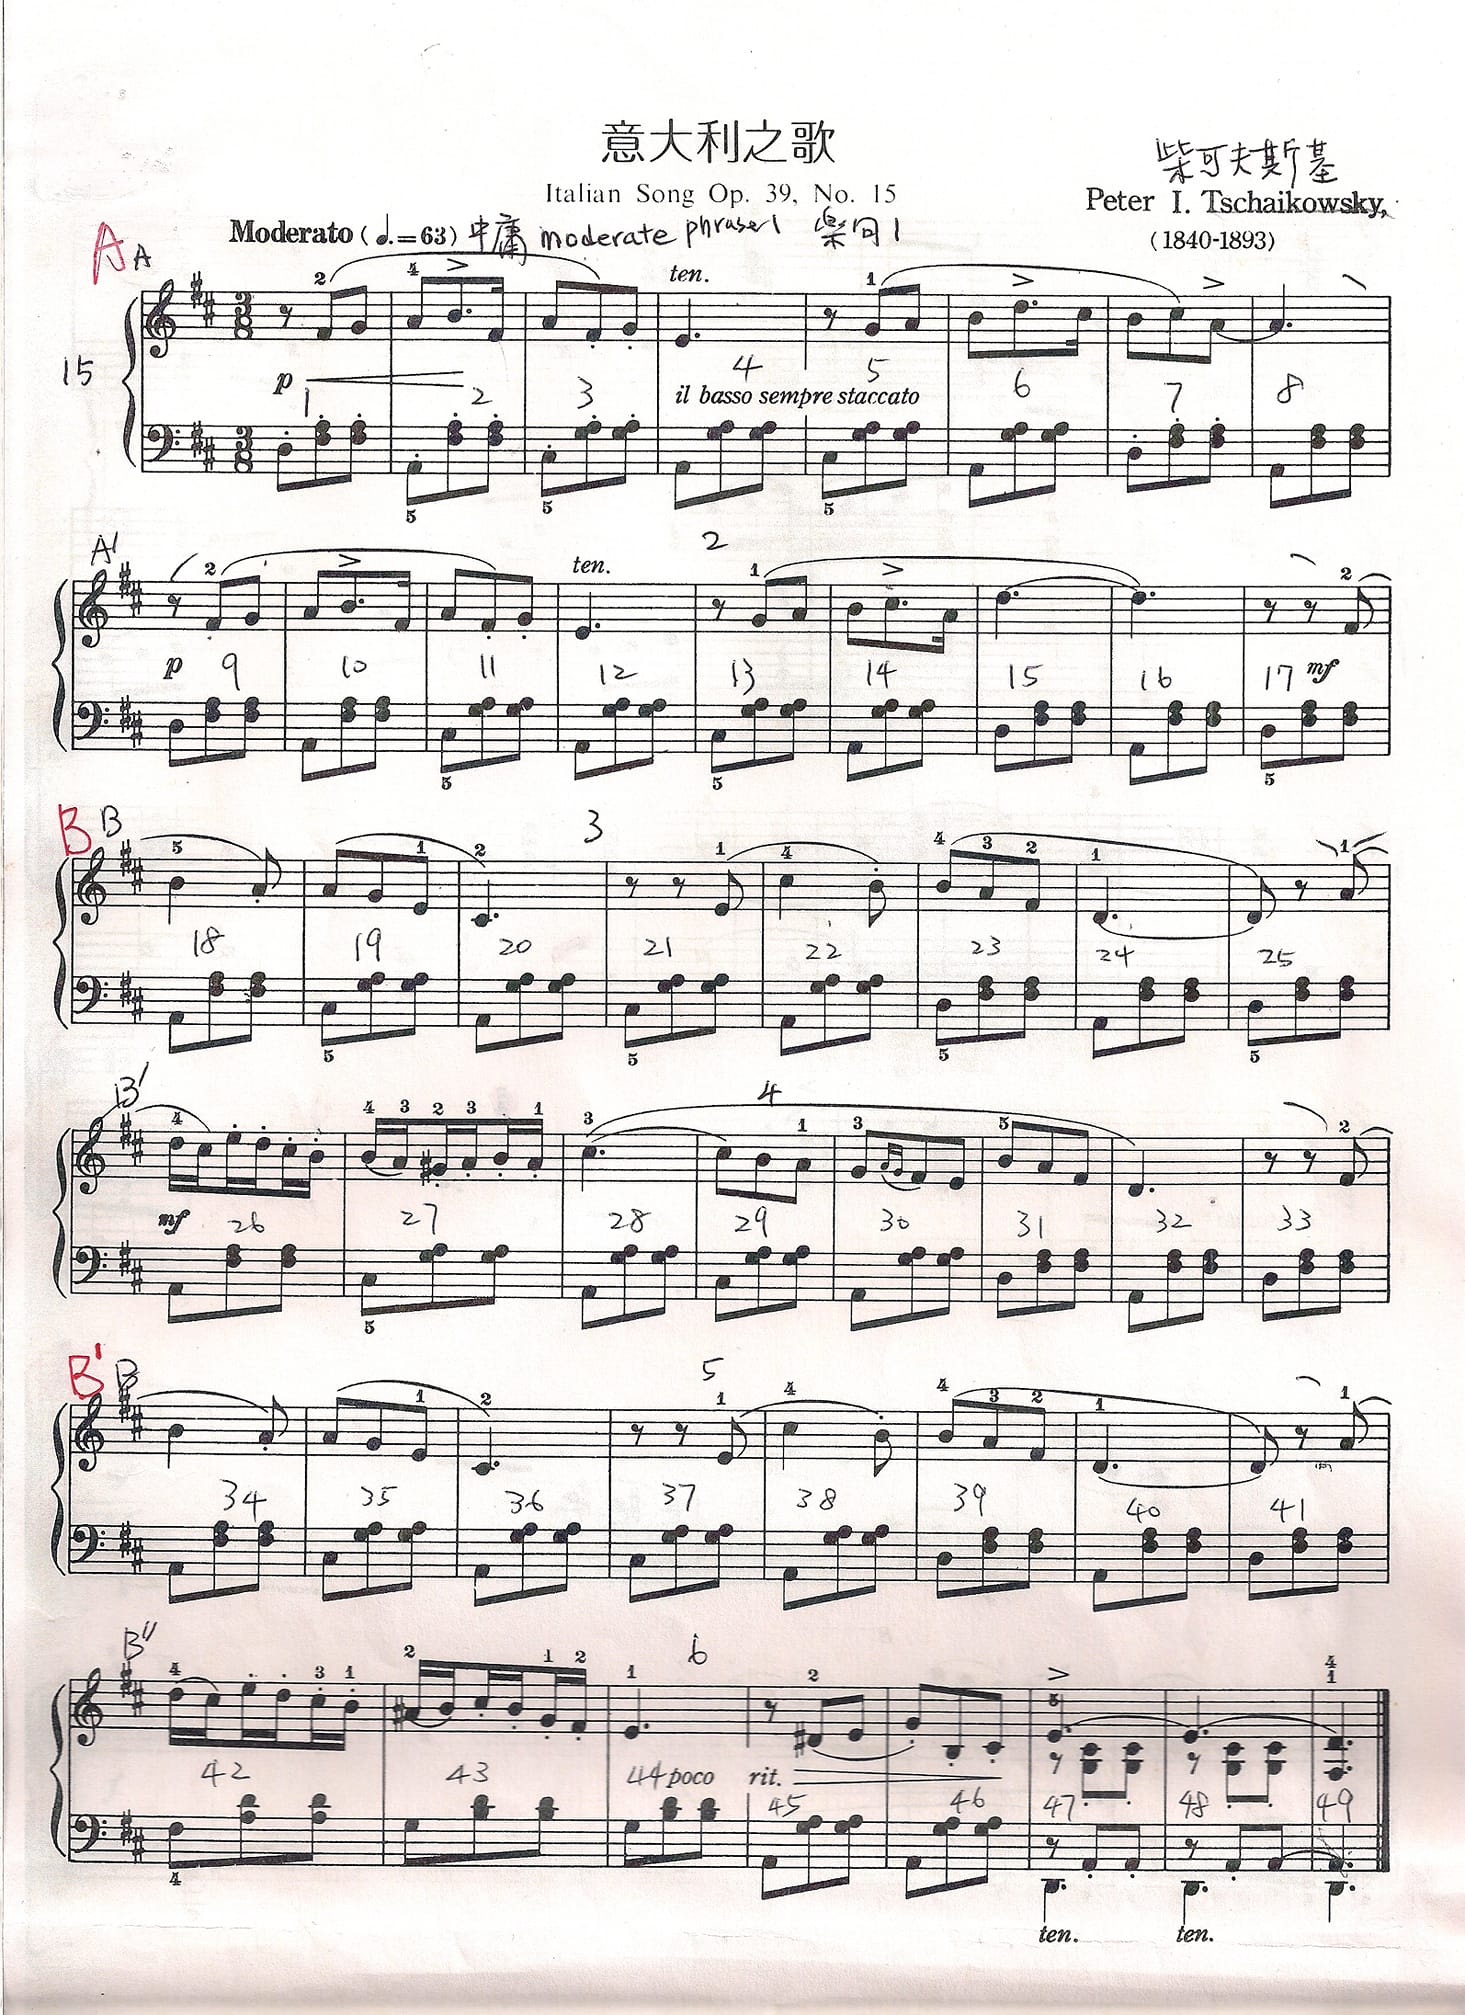 意大利之歌
柴可夫斯基
Italian Song Op. 39, No. 15
Peter I. Tschaikowsky,
(1840-1893)
Moderato (♩.=63) 中庸 moderate phrase1 楽句1
A A
2 4 ten. 1
15
p 1 2 3 4 5 6 7 8
il basso sempre staccato
5 5 5
A' 2
2 ten. 1 2
p 9 10 11 12 13 14 15 16 17 mf
5 5 5
B B 3
5 1 2 1 4 4 3 2 1 1
18 19 20 21 22 23 24 25
5 5 5 5
B' 4
4 4 3 2 3 1 3 1 3 5 2
mf 26 27 28 29 30 31 32 33
5
B' B 5
1 2 1 4 4 3 2 1 1
34 35 36 37 38 39 40 41
B" 6
4 3 1 2 1 2 1 2 5 4 1
42 43 44 poco rit. 45 46 47 48 49
4
ten. ten.